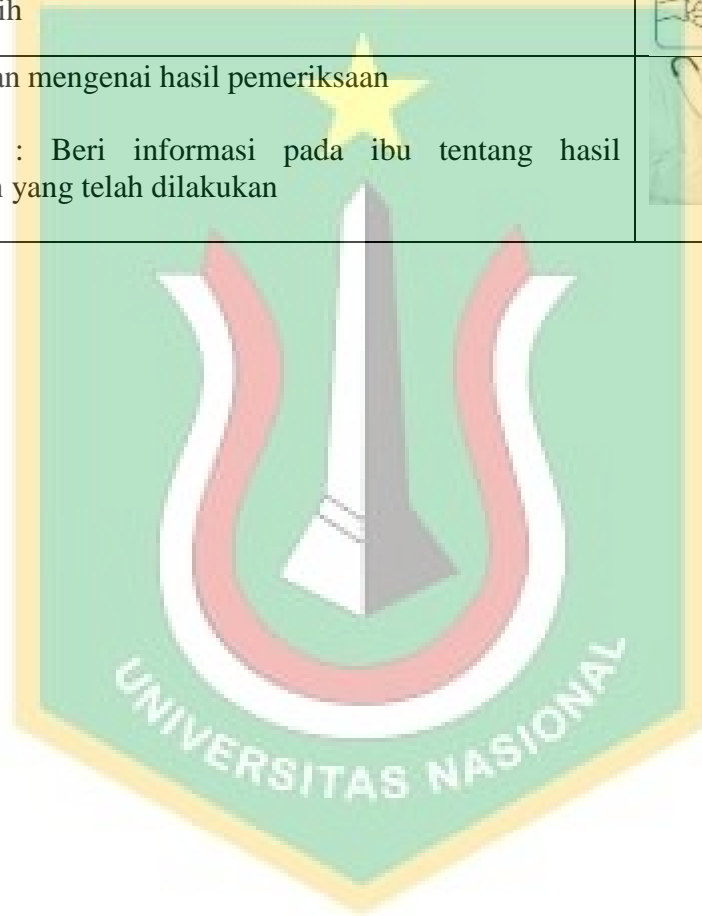 ih
an mengenai hasil pemeriksaan
: Beri informasi pada ibu tentang hasil
yang telah dilakukan
UNIVERSITAS NASIONAL